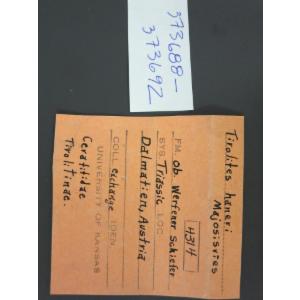 373688-
373692
Tirolites haueri
Mojsisvics
4314
FM. ob. Werfener Schiefer
SYS. Triassic LOC.
Dalmatien, Austria
COLL. exchange IDEN.
UNIVERSITY OF KANSAS
Ceratitidae
Tirolitinae.